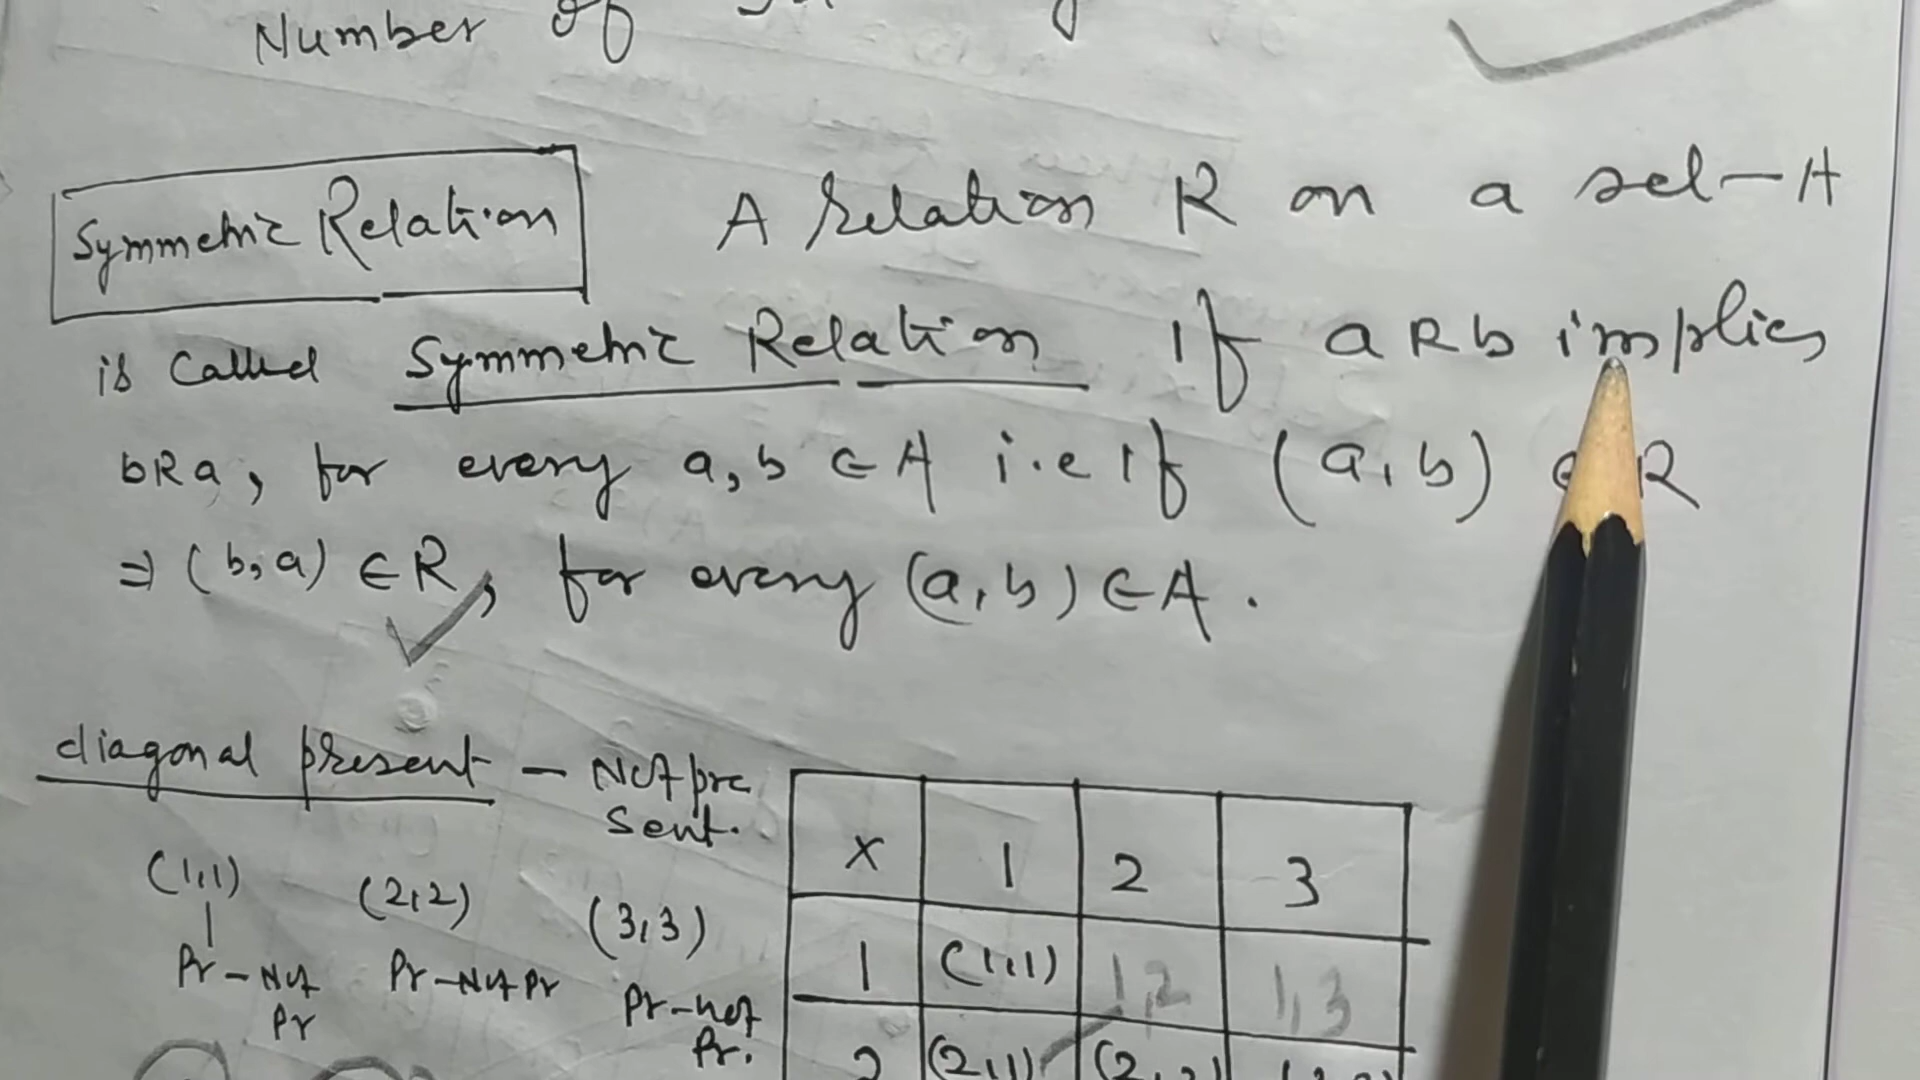 Number of
Symmetric Relation
A relation R on a set-A
is Called Symmetric Relation If aRb implies
bRa, for every a, b ∈ A i.e If (a, b) ∈ R
⇒ (b, a) ∈ R, for every (a, b) ∈ A.
diagonal present - Not pre
sent.
(1,1) (2,2) (3,3)
Pr-Not Pr Pr-Not Pr Pr-not Pr.
X 1 2 3
1 (1,1) 1,2 1,3
2 (2,1)